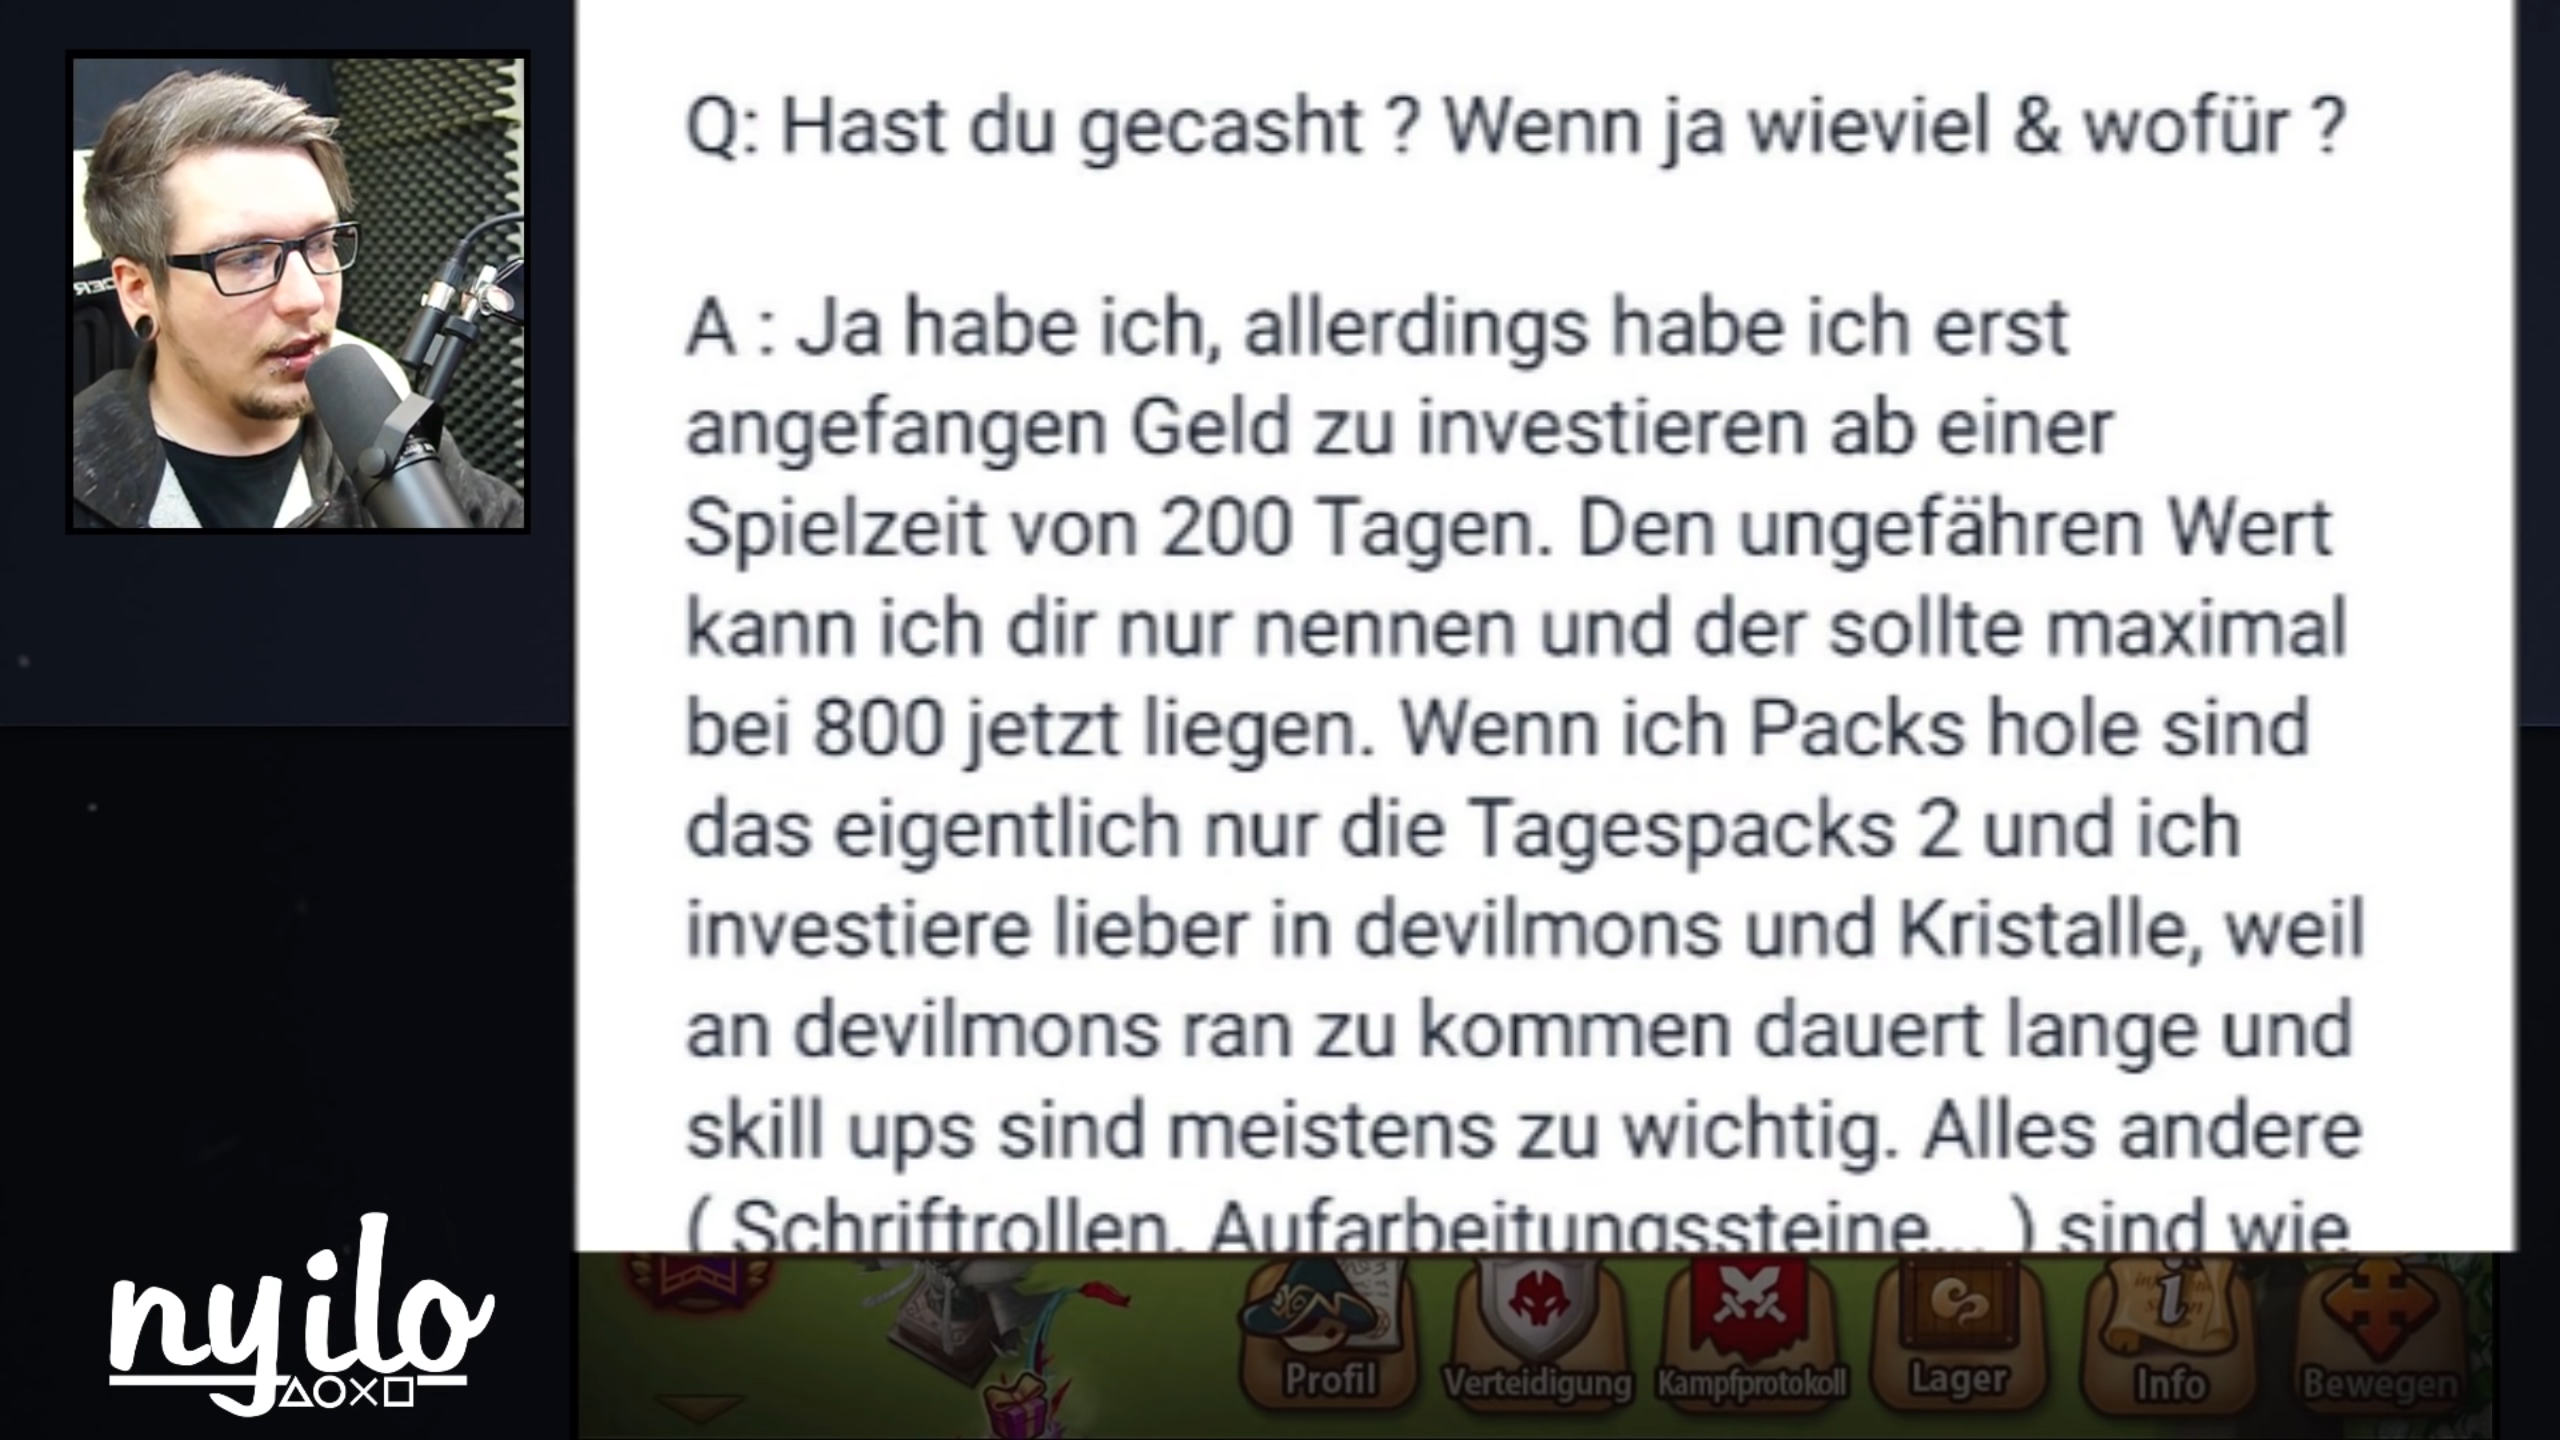 Q: Hast du gecasht ? Wenn ja wieviel & wofür ?
A : Ja habe ich, allerdings habe ich erst
angefangen Geld zu investieren ab einer
Spielzeit von 200 Tagen. Den ungefähren Wert
kann ich dir nur nennen und der sollte maximal
bei 800 jetzt liegen. Wenn ich Packs hole sind
das eigentlich nur die Tagespacks 2 und ich
investiere lieber in devilmons und Kristalle, weil
an devilmons ran zu kommen dauert lange und
skill ups sind meistens zu wichtig. Alles andere
( Schriftrollen, Aufarbeitungssteine... ) sind wie
nyilo
Profil Verteidigung Kampfprotokoll Lager Info Bewegen